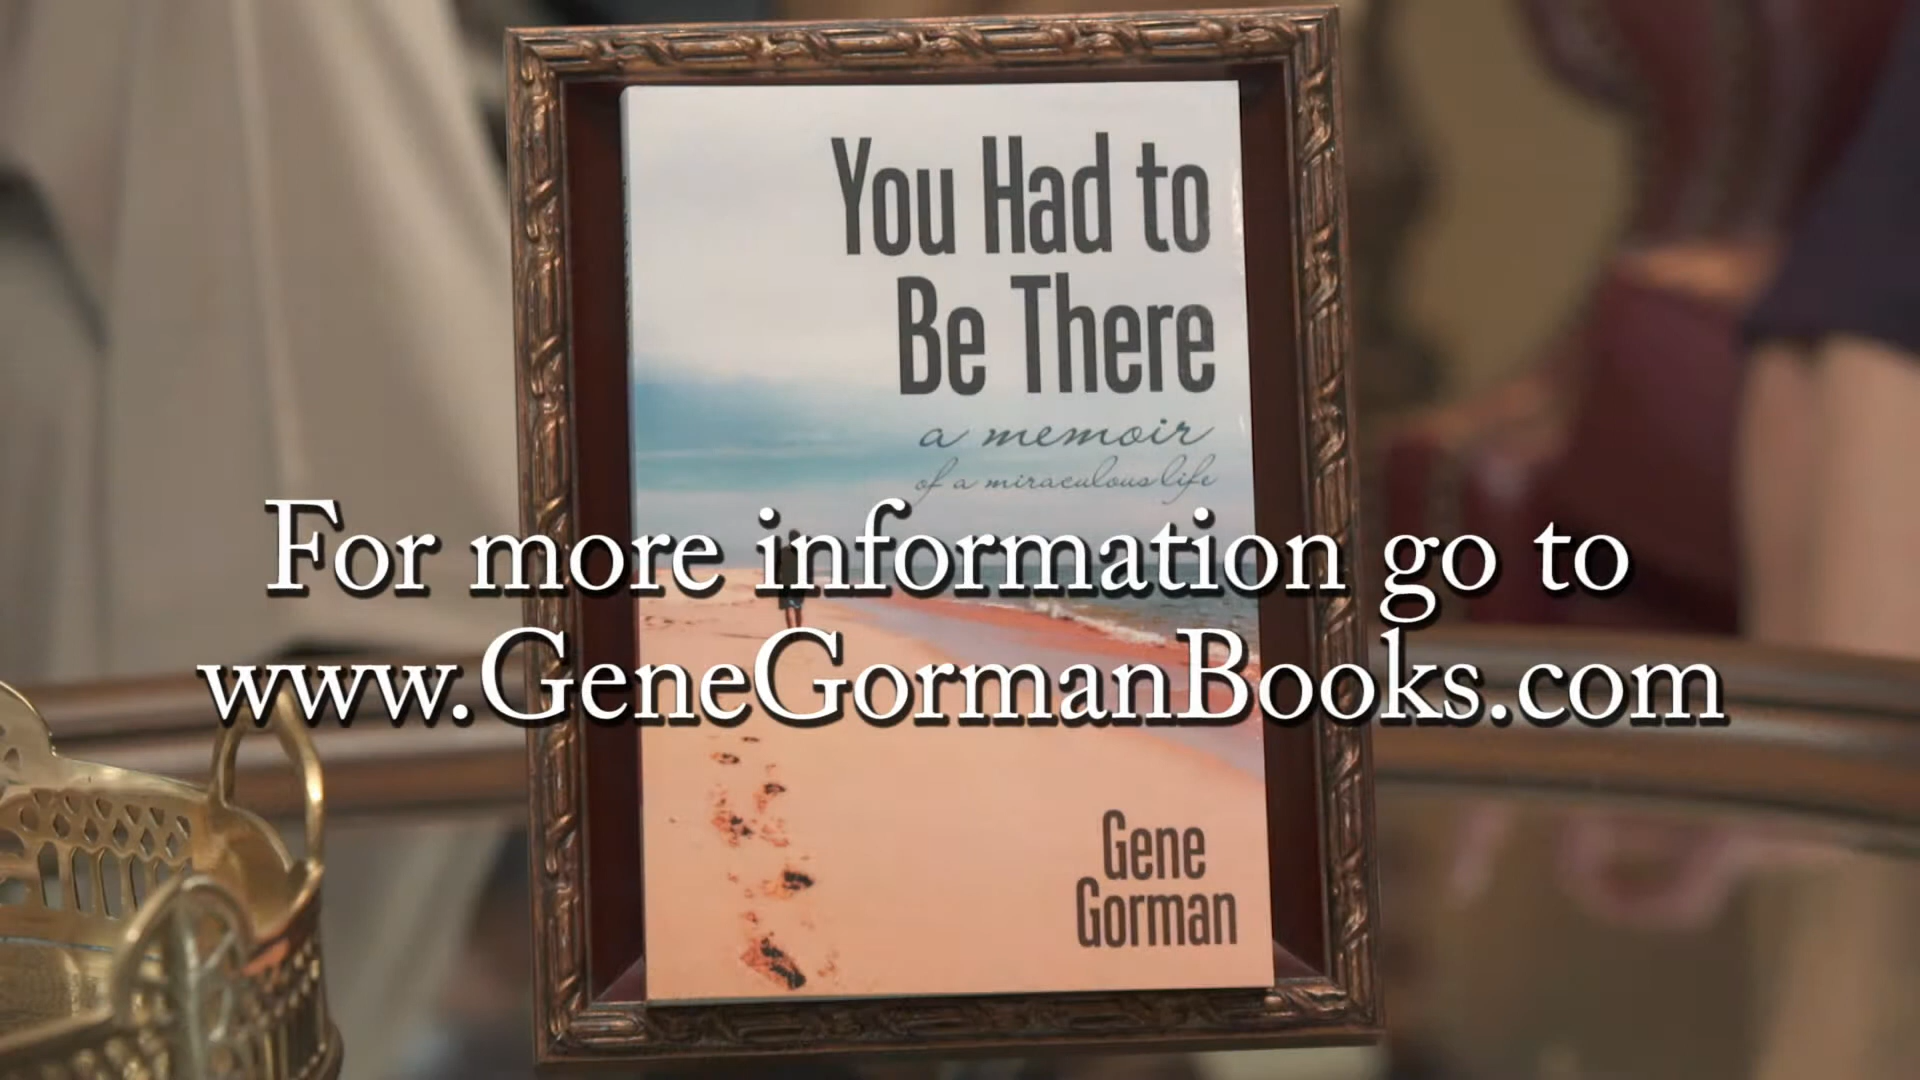 You Had to
Be There
a memoir
of a miraculous life
For more information go to
www.GeneGormanBooks.com
Gene
Gorman